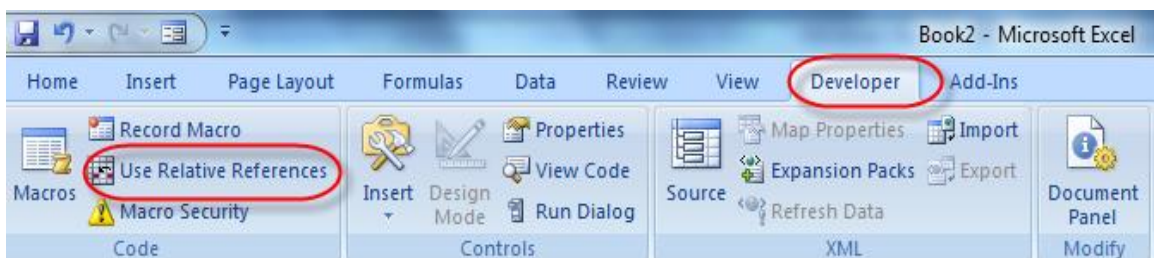 Book2 - Microsoft Excel
Home Insert Page Layout Formulas Data Review View Developer Add-Ins
Macros
Record Macro
Use Relative References
Macro Security
Code
Insert
Design
Mode
Properties
View Code
Run Dialog
Controls
Source
Map Properties
Expansion Packs
Refresh Data
Import
Export
XML
Document
Panel
Modify